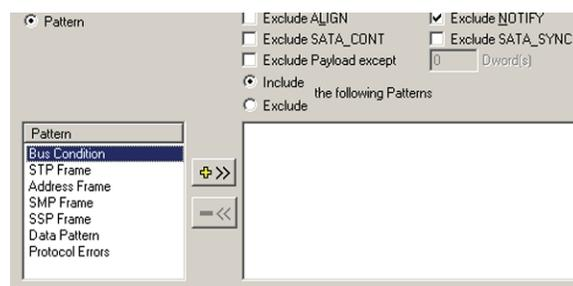 Pattern
Exclude ALIGN
Exclude NOTIFY
Exclude SATA_CONT
Exclude SATA_SYNC
Exclude Payload except
0 Dword(s)
Include
the following Patterns
Exclude
Pattern
Bus Condition
STP Frame
Address Frame
SMP Frame
SSP Frame
Data Pattern
Protocol Errors
+ >>
- <<